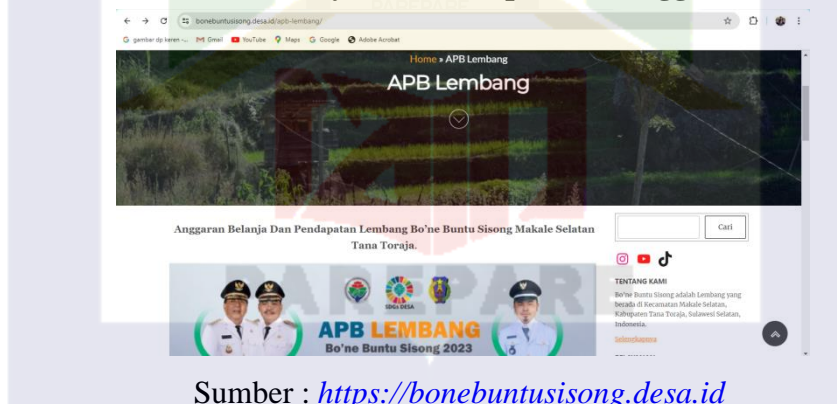 bonebuntusisong.desa.id/apb-lembang/
gambar dp keren -... Gmail YouTube Maps Google Adobe Acrobat
Home » APB Lembang
APB Lembang
Anggaran Belanja Dan Pendapatan Lembang Bo'ne Buntu Sisong Makale Selatan
Tana Toraja.
SDGs DESA
APB LEMBANG
Bo'ne Buntu Sisong 2023
Cari
TENTANG KAMI
Bo'ne Buntu Sisong adalah Lembang yang
berada di Kecamatan Makale Selatan,
Kabupaten Tana Toraja, Sulawesi Selatan,
Indonesia.
Selengkapnya
PAREPARE
Sumber : https://bonebuntusisong.desa.id